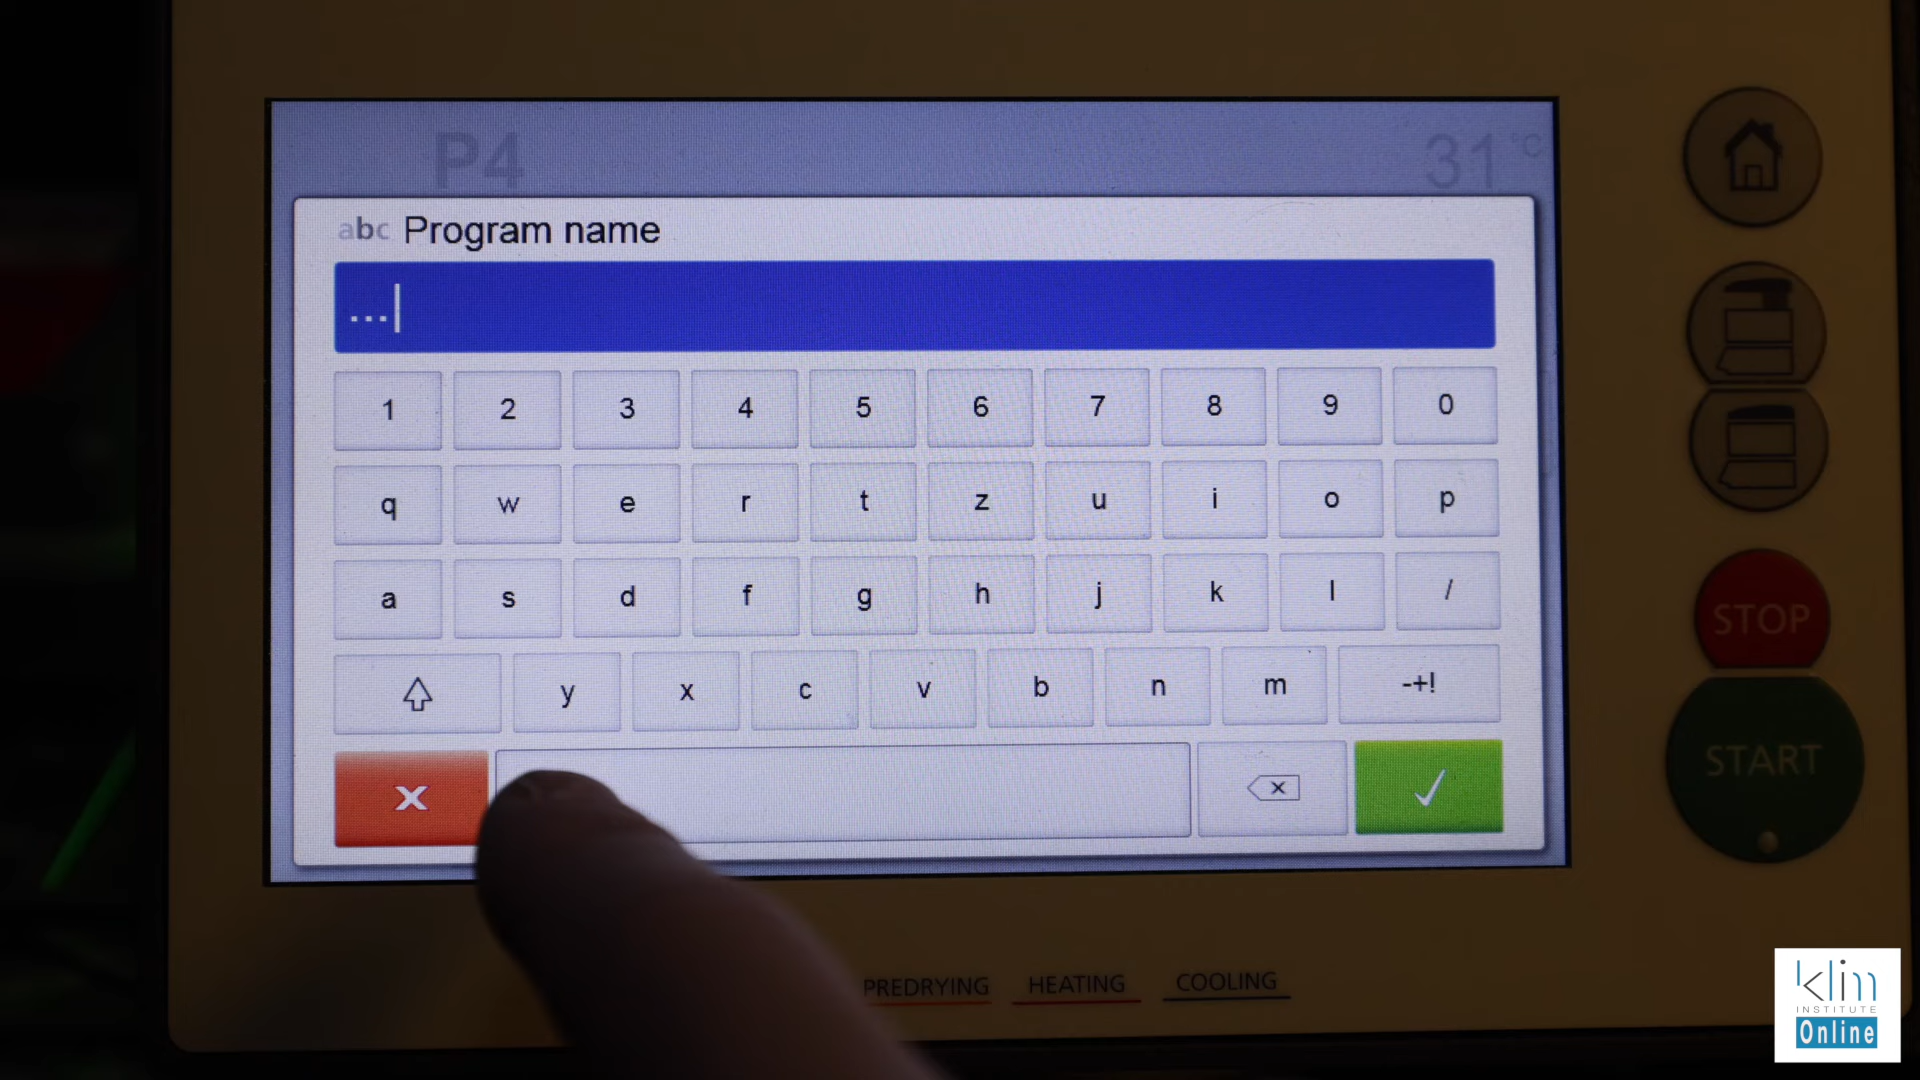 P4
31 °C
abc Program name
...
1 2 3 4 5 6 7 8 9 0
q w e r t z u i o p
a s d f g h j k l /
y x c v b n m -+!
STOP
START
PREDRYING HEATING COOLING
klim
INSTITUTE
Online